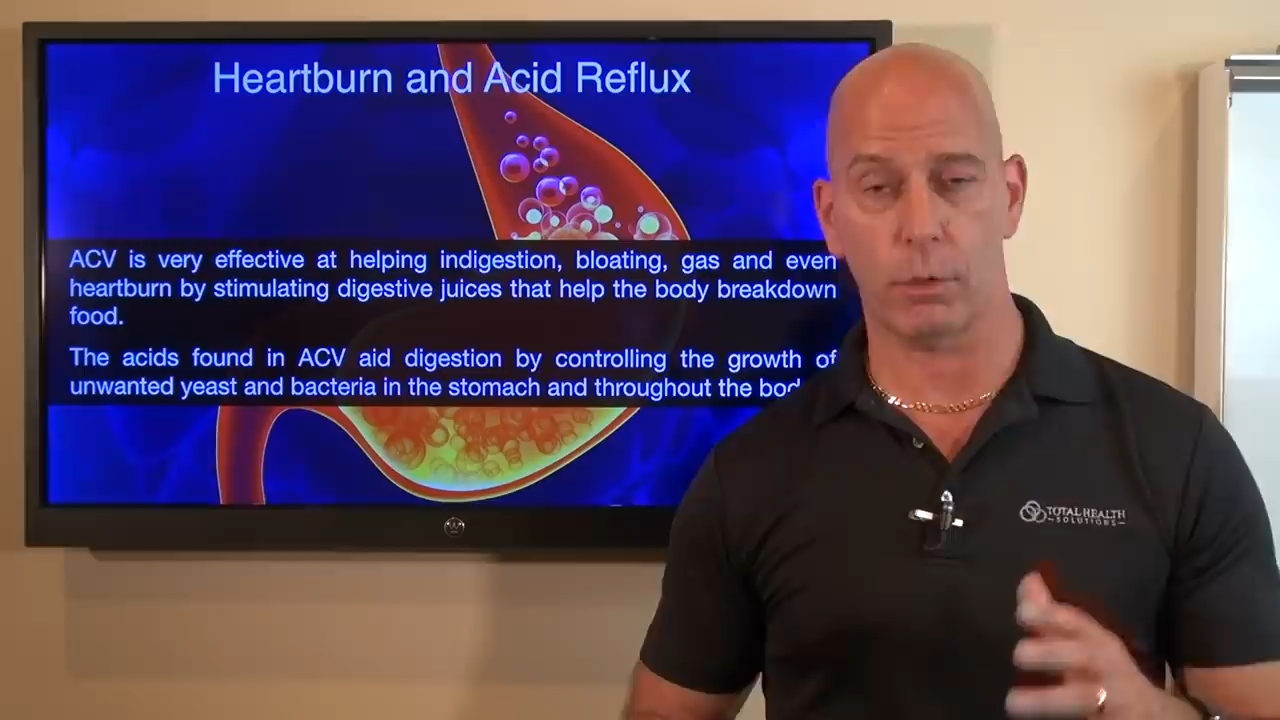 Heartburn and Acid Reflux
ACV is very effective at helping indigestion, bloating, gas and even
heartburn by stimulating digestive juices that help the body breakdown
food.
The acids found in ACV aid digestion by controlling the growth of
unwanted yeast and bacteria in the stomach and throughout the
TOTAL HEALTH
SOLUTIONS